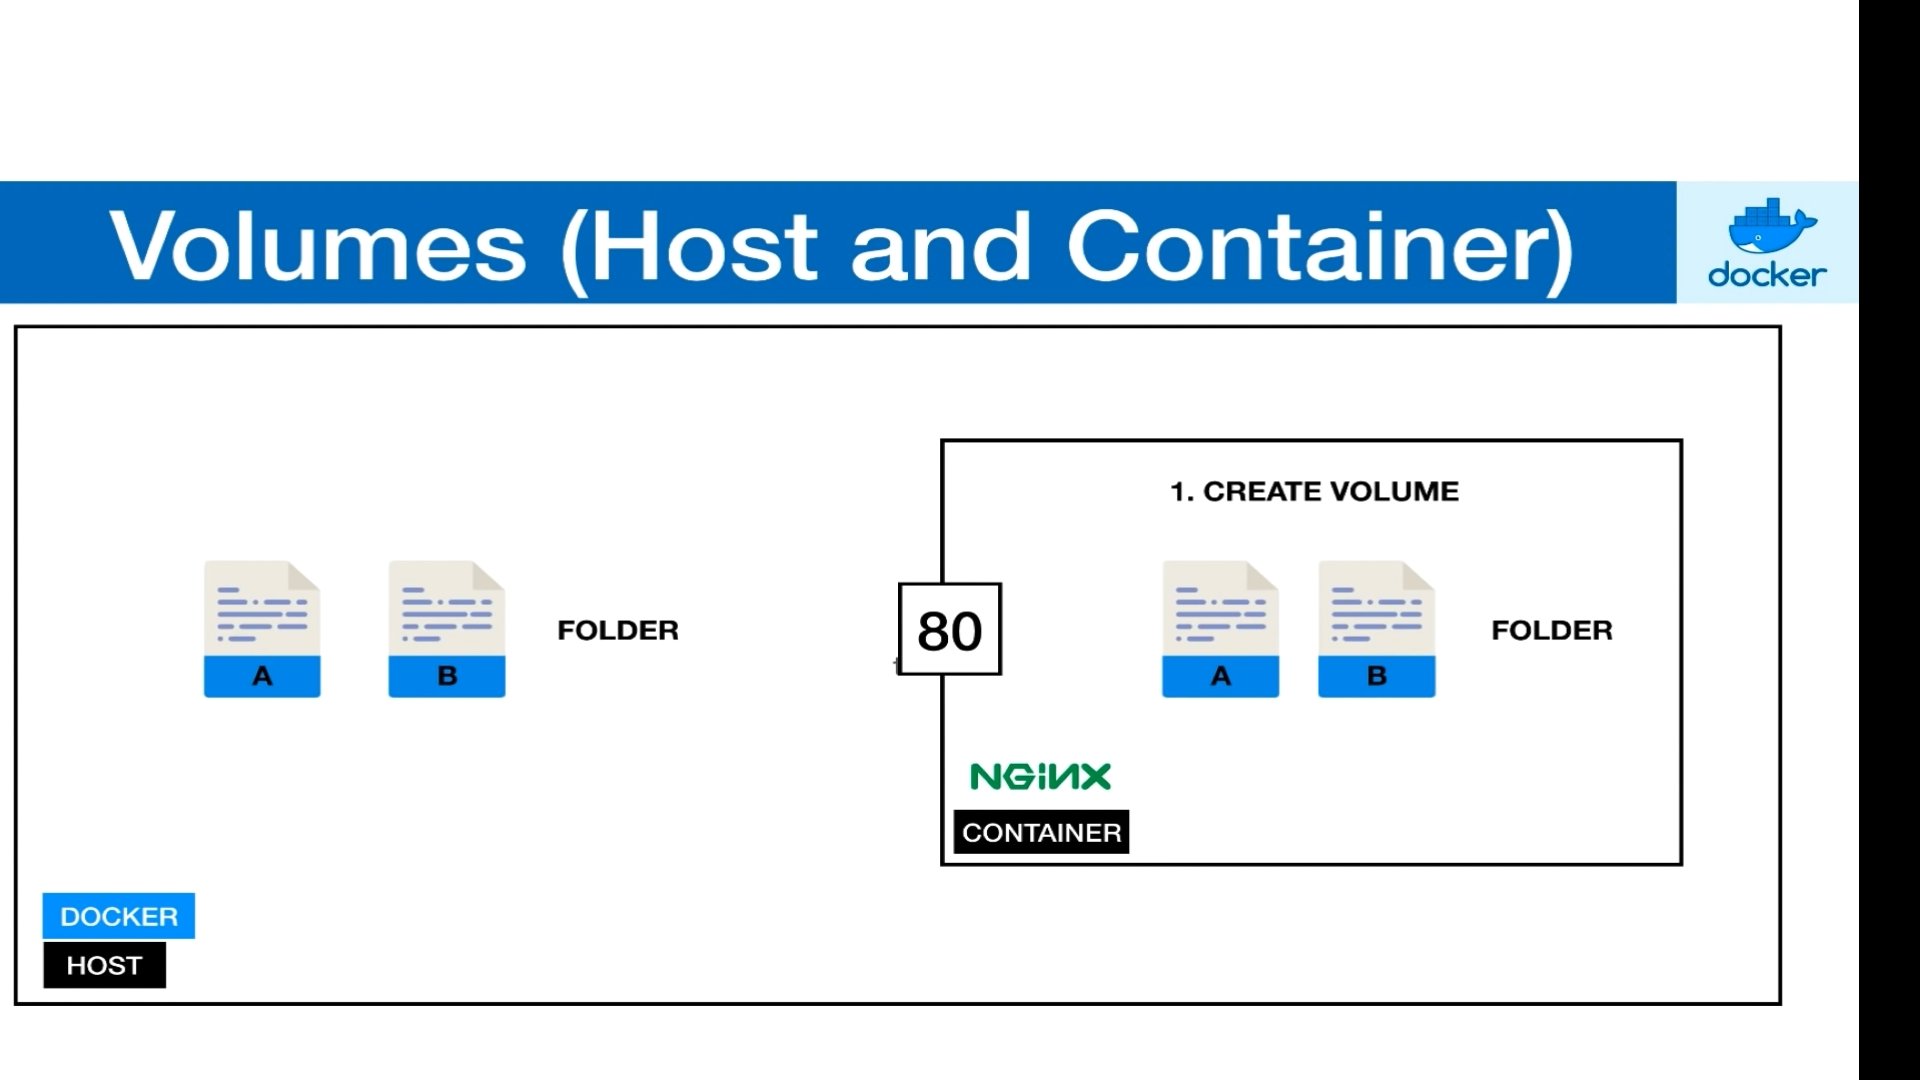 Volumes (Host and Container)
docker
1. CREATE VOLUME
A
B
FOLDER
80
A
B
FOLDER
NGINX
CONTAINER
DOCKER
HOST